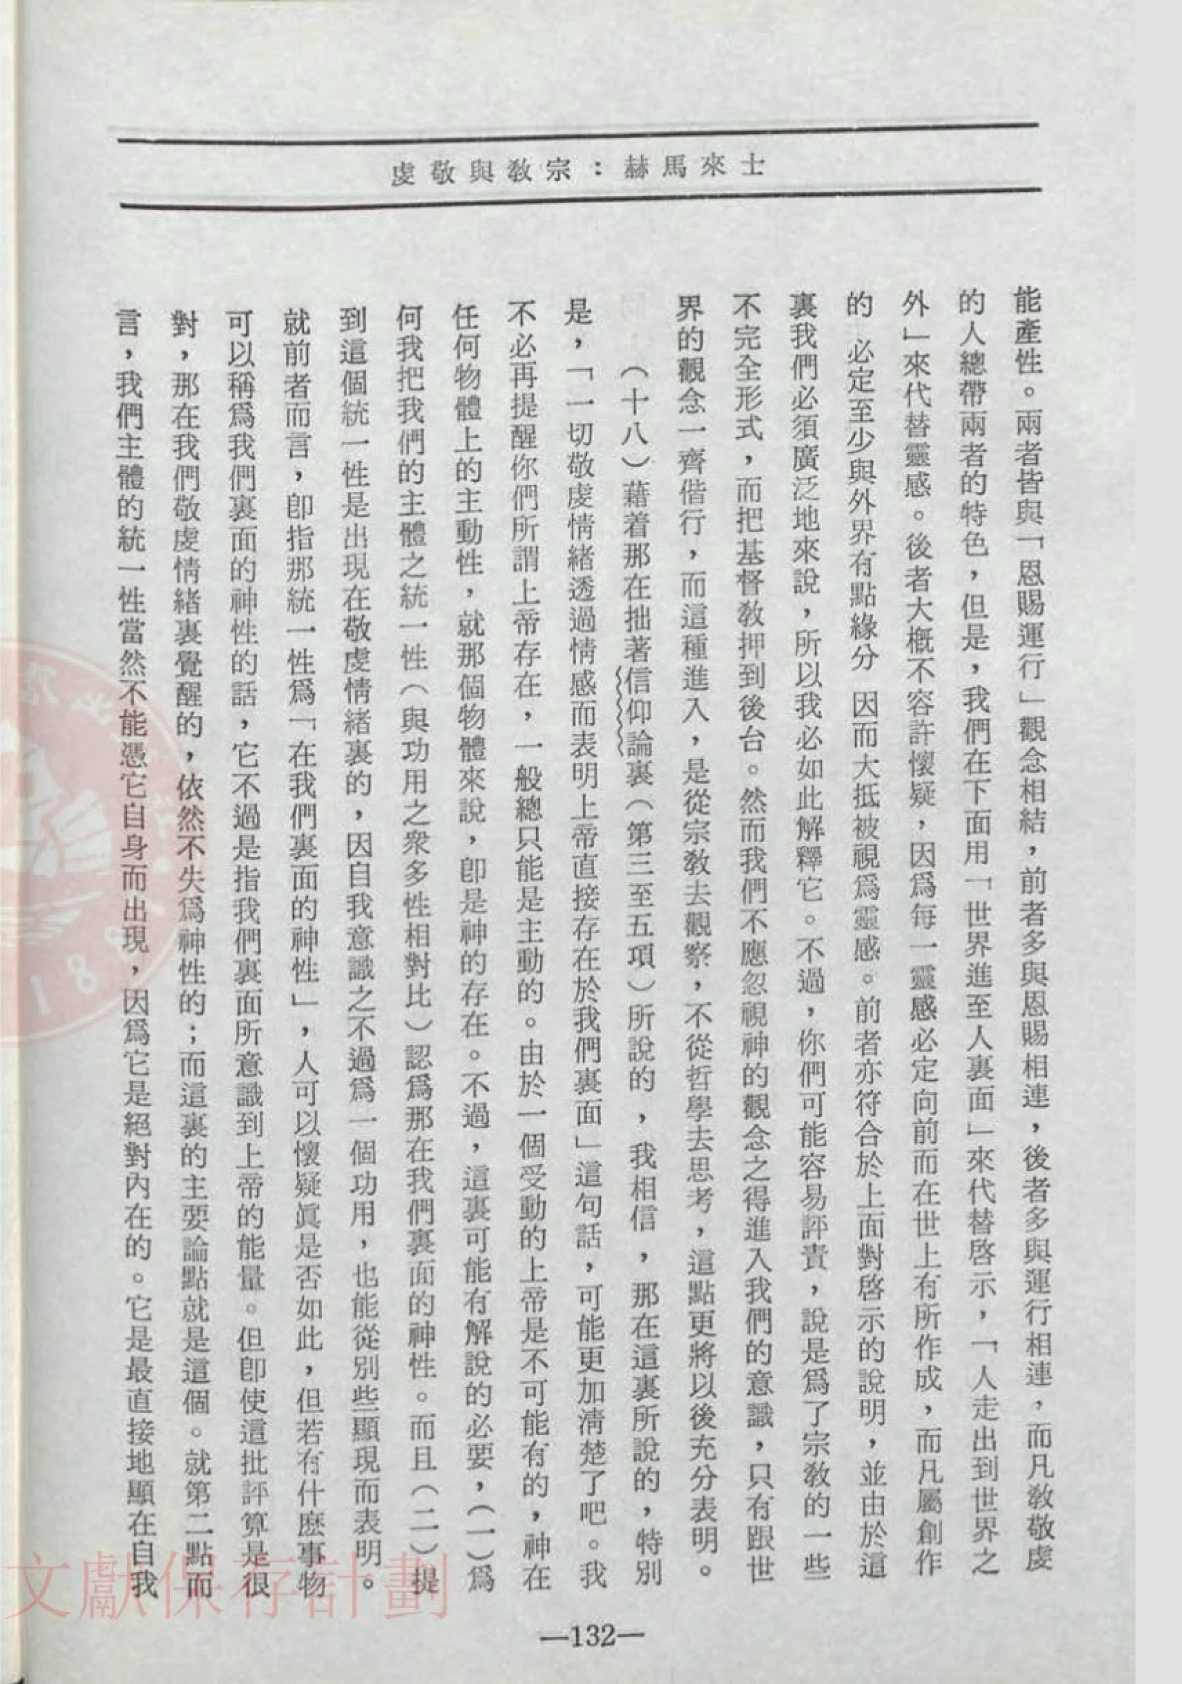 士來馬赫：宗教與敬虔
能產性。兩者皆與「恩賜運行」觀念相結，前者多與恩賜相連，後者多與運行相連，而凡教敬虔
的人總帶兩者的特色，但是，我們在下面用「世界進至人裏面」來代替啓示，「人走出到世界之
外」來代替靈感。後者大概不容許懷疑，因爲每一靈感必定向前而在世上有所作成，而凡屬創作
的 必定至少與外界有點緣分 因而大抵被視爲靈感。前者亦符合於上面對啓示的說明，並由於這
裏我們必須廣泛地來說，所以我必如此解釋它。不過，你們可能容易評責，說是爲了宗教的一些
不完全形式，而把基督教押到後台。然而我們不應忽視神的觀念之得進入我們的意識，只有跟世
界的觀念一齊偕行，而這種進入，是從宗教去觀察，不從哲學去思考，這點更將以後充分表明。
（十八）藉着那在拙著信仰論裏（第三至五項）所說的，我相信，那在這裏所說的，特別
是，「一切敬虔情緒透過情感而表明上帝直接存在於我們裏面」這句話，可能更加淸楚了吧。我
不必再提醒你們所謂上帝存在，一般總只能是主動的。由於一個受動的上帝是不可能有的，神在
任何物體上的主動性，就那個物體來說，卽是神的存在。不過，這裏可能有解說的必要，（一）爲
何我把我們的主體之統一性（與功用之衆多性相對比）認爲那在我們裏面的神性。而且（二）提
到這個統一性是出現在敬虔情緒裏的，因自我意識之不過爲一個功用，也能從別些顯現而表明。
就前者而言，卽指那統一性爲「在我們裏面的神性」，人可以懷疑眞是否如此，但若有什麽事物
可以稱爲我們裏面的神性的話，它不過是指我們裏面所意識到上帝的能量。但卽使這批評算是很
對，那在我們敬虔情緒裏覺醒的，依然不失爲神性的；而這裏的主要論點就是這個。就第二點而
言，我們主體的統一性當然不能憑它自身而出現，因爲它是絕對內在的。它是最直接地顯在自我
—132—
文獻保存計劃